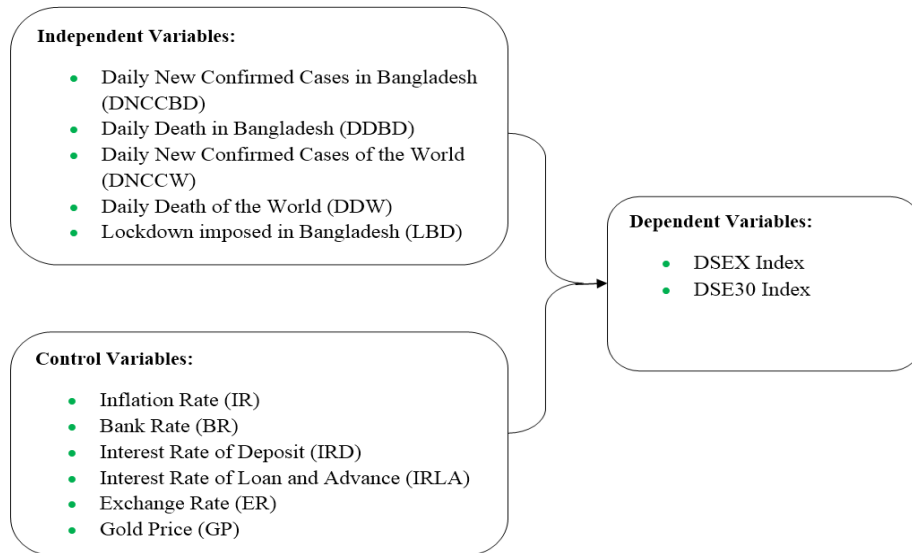 Independent Variables:
Daily New Confirmed Cases in Bangladesh
(DNCCBD)
Daily Death in Bangladesh (DDBD)
Daily New Confirmed Cases of the World
(DNCCW)
Daily Death of the World (DDW)
Lockdown imposed in Bangladesh (LBD)
Dependent Variables:
DSEX Index
DSE30 Index
Control Variables:
Inflation Rate (IR)
Bank Rate (BR)
Interest Rate of Deposit (IRD)
Interest Rate of Loan and Advance (IRLA)
Exchange Rate (ER)
Gold Price (GP)